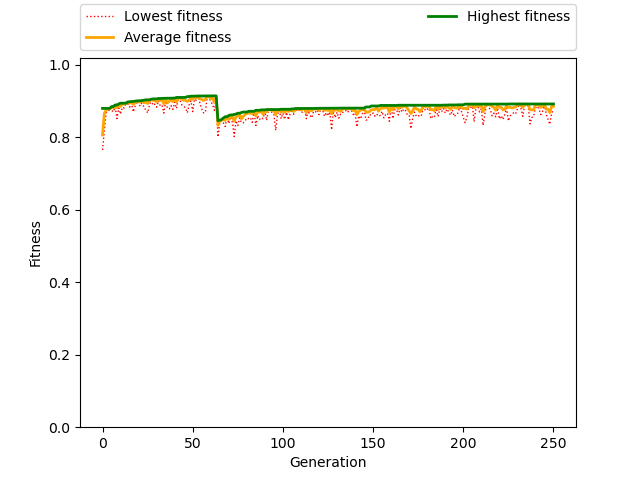 Lowest fitness
Average fitness
Highest fitness
1.0
0.8
0.6
0.4
0.2
0.0
Fitness
0 50 100 150 200 250
Generation